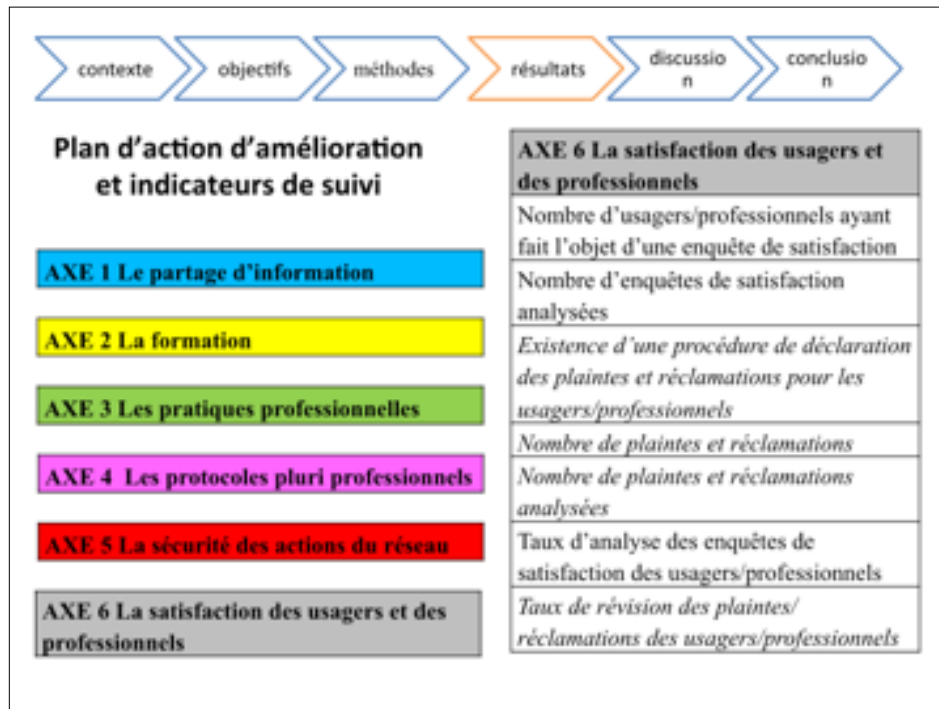 contexte
objectifs
méthodes
résultats
discussio
n
conclusio
n
Plan d'action d'amélioration
et indicateurs de suivi
AXE 1 Le partage d'information
AXE 2 La formation
AXE 3 Les pratiques professionnelles
AXE 4 Les protocoles pluri professionnels
AXE 5 La sécurité des actions du réseau
AXE 6 La satisfaction des usagers et des
professionnels
AXE 6 La satisfaction des usagers et
des professionnels
Nombre d'usagers/professionnels ayant
fait l'objet d'une enquête de satisfaction
Nombre d'enquêtes de satisfaction
analysées
Existence d'une procédure de déclaration
des plaintes et réclamations pour les
usagers/professionnels
Nombre de plaintes et réclamations
Nombre de plaintes et réclamations
analysées
Taux d'analyse des enquêtes de
satisfaction des usagers/professionnels
Taux de révision des plaintes/
réclamations des usagers/professionnels